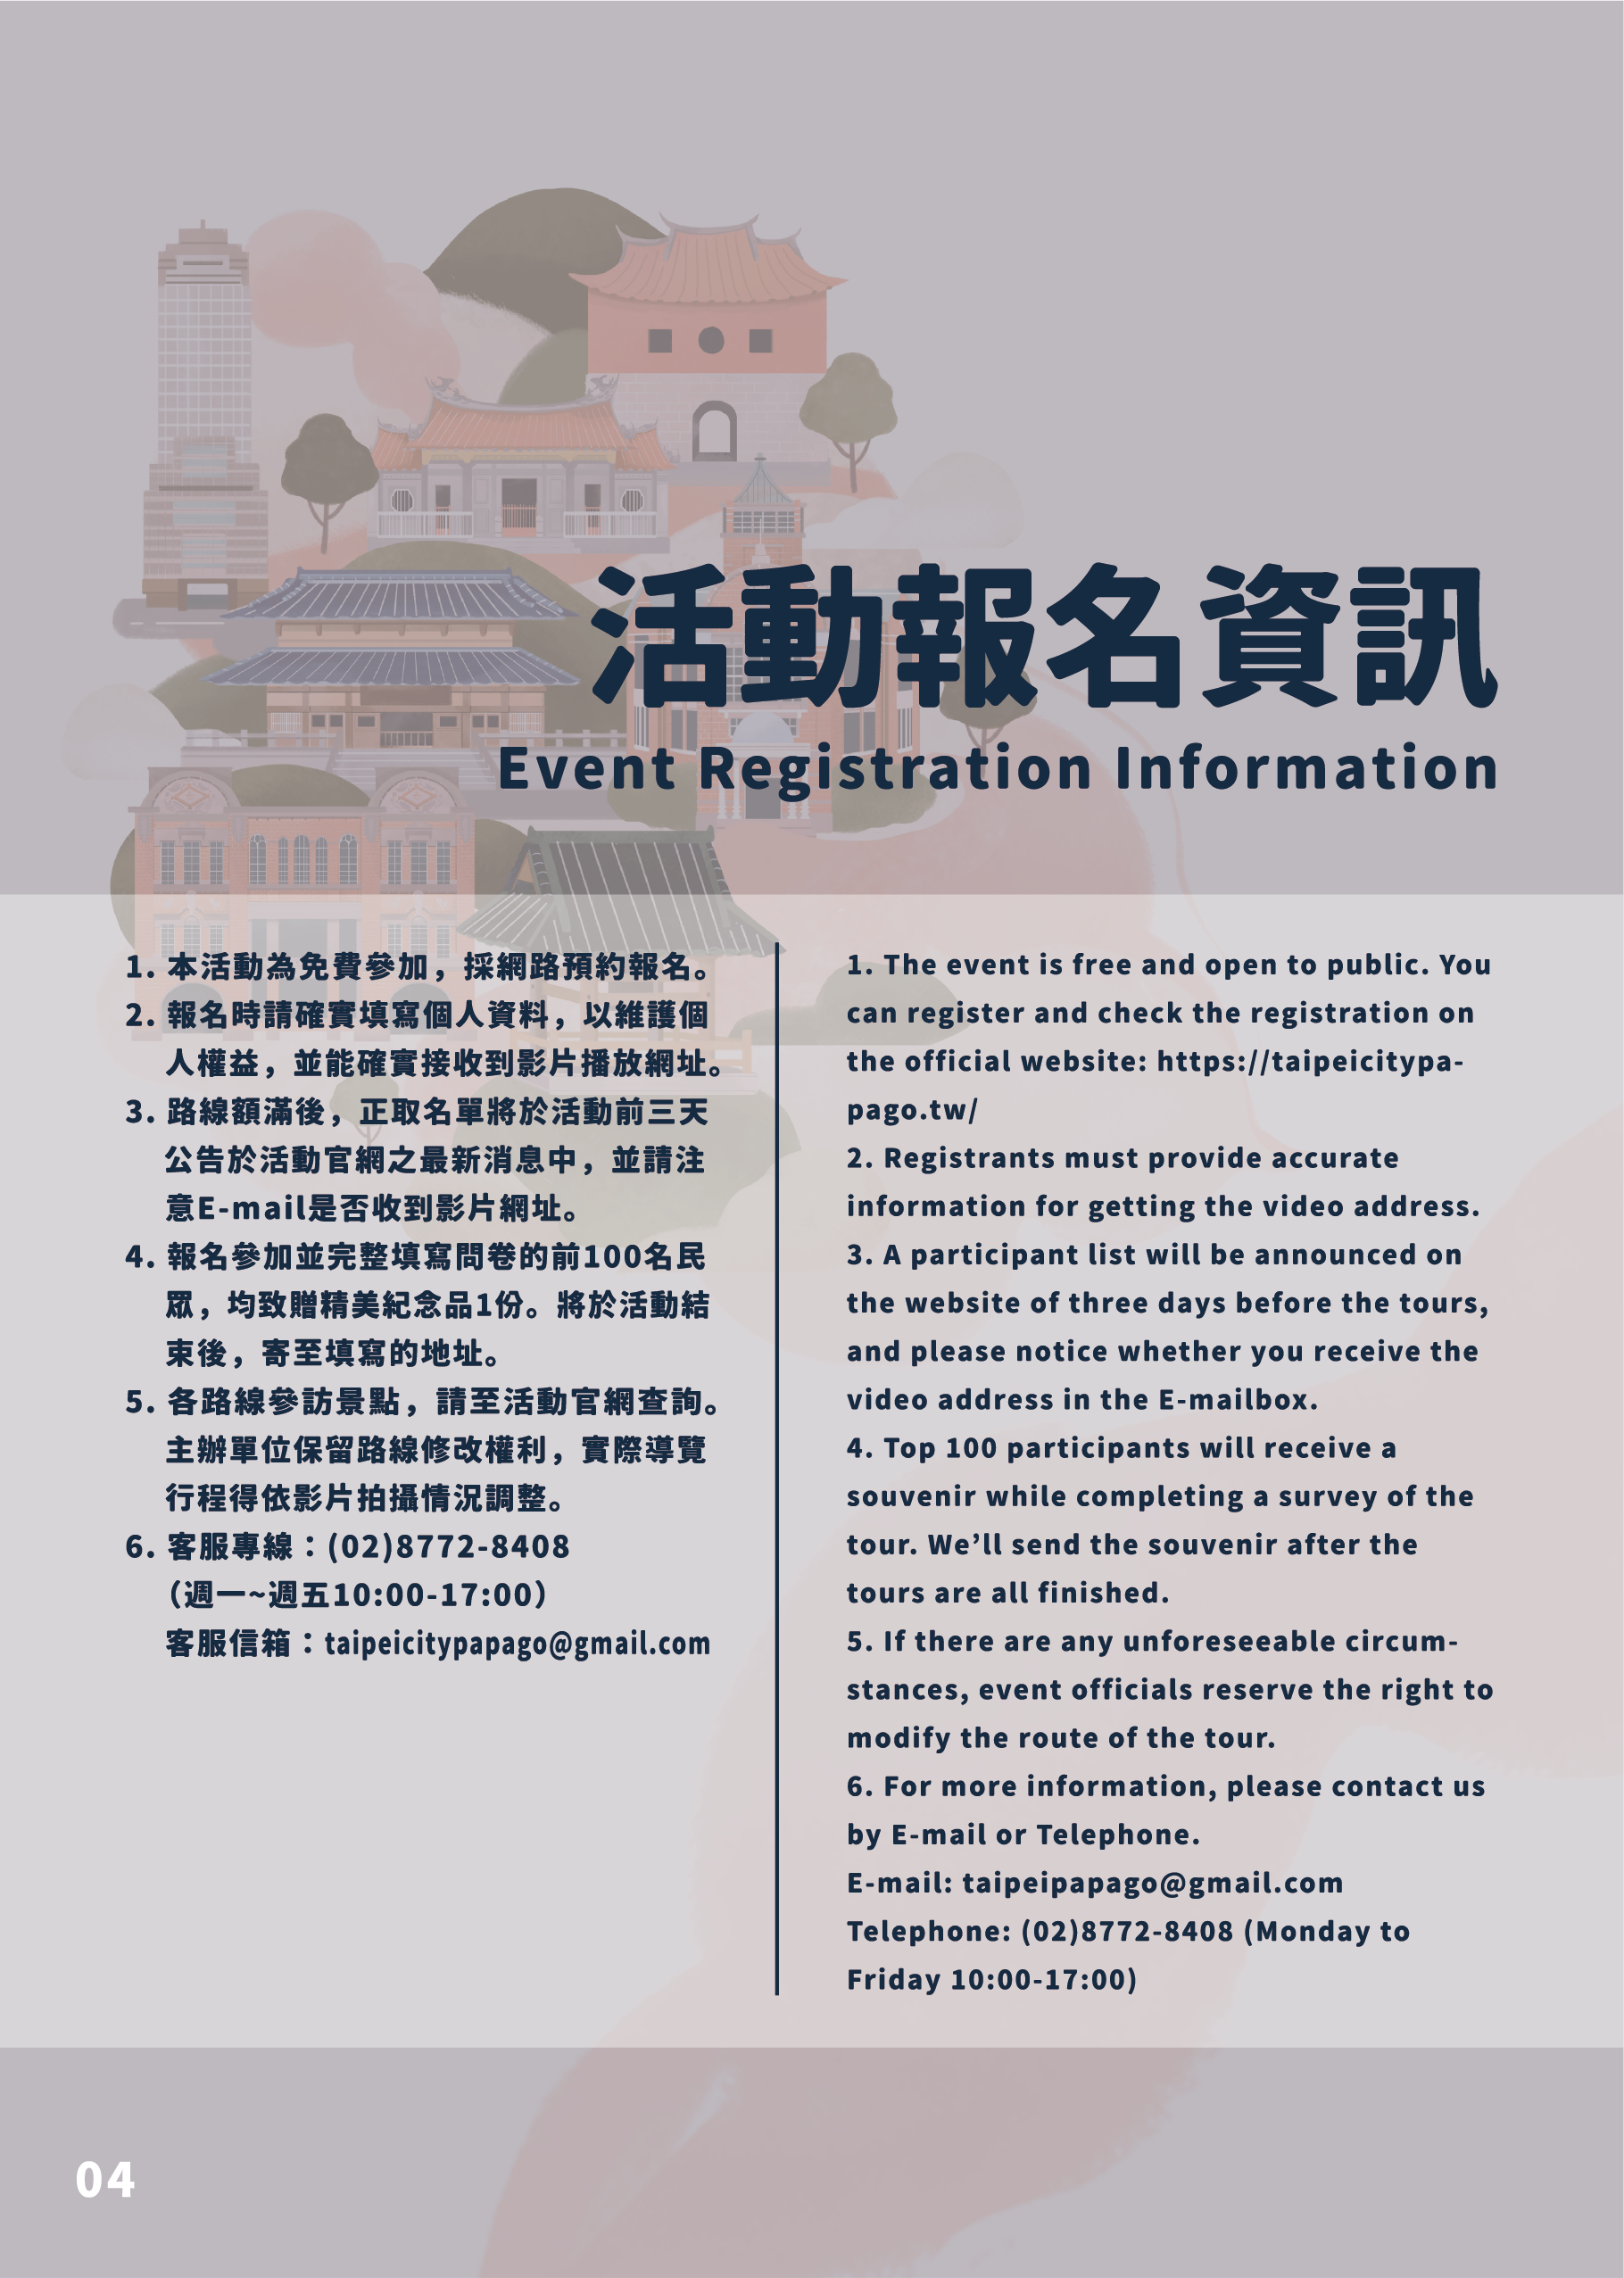 活動報名資訊
Event Registration Information
1. 本活動為免費參加，採網路預約報名。
2. 報名時請確實填寫個人資料，以維護個
人權益，並能確實接收到影片播放網址。
3. 路線額滿後，正取名單將於活動前三天
公告於活動官網之最新消息中，並請注
意E-mail是否收到影片網址。
4. 報名參加並完整填寫問卷的前100名民
眾，均致贈精美紀念品1份。將於活動結
束後，寄至填寫的地址。
5. 各路線參訪景點，請至活動官網查詢。
主辦單位保留路線修改權利，實際導覽
行程得依影片拍攝情況調整。
6. 客服專線：(02)8772-8408
（週一~週五10:00-17:00）
客服信箱：taipeicitypapago@gmail.com
1. The event is free and open to public. You
can register and check the registration on
the official website: https://taipeicitypa-
pago.tw/
2. Registrants must provide accurate
information for getting the video address.
3. A participant list will be announced on
the website of three days before the tours,
and please notice whether you receive the
video address in the E-mailbox.
4. Top 100 participants will receive a
souvenir while completing a survey of the
tour. We’ll send the souvenir after the
tours are all finished.
5. If there are any unforeseeable circum-
stances, event officials reserve the right to
modify the route of the tour.
6. For more information, please contact us
by E-mail or Telephone.
E-mail: taipeipapago@gmail.com
Telephone: (02)8772-8408 (Monday to
Friday 10:00-17:00)
04